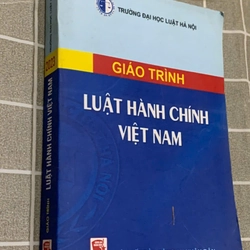 TRƯỜNG ĐẠI HỌC LUẬT HÀ NỘI
GIÁO TRÌNH
LUẬT HÀNH CHÍNH
VIỆT NAM
LUẬT HÀNH CHÍNH VIỆT NAM